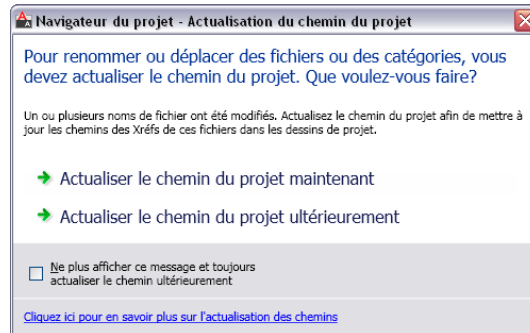 Navigateur du projet - Actualisation du chemin du projet
Pour renommer ou déplacer des fichiers ou des catégories, vous
devez actualiser le chemin du projet. Que voulez-vous faire?
Un ou plusieurs noms de fichier ont été modifiés. Actualisez le chemin du projet afin de mettre à
jour les chemins des Xréfs de ces fichiers dans les dessins de projet.
Actualiser le chemin du projet maintenant
Actualiser le chemin du projet ultérieurement
Ne plus afficher ce message et toujours
actualiser le chemin ultérieurement
Cliquez ici pour en savoir plus sur l'actualisation des chemins